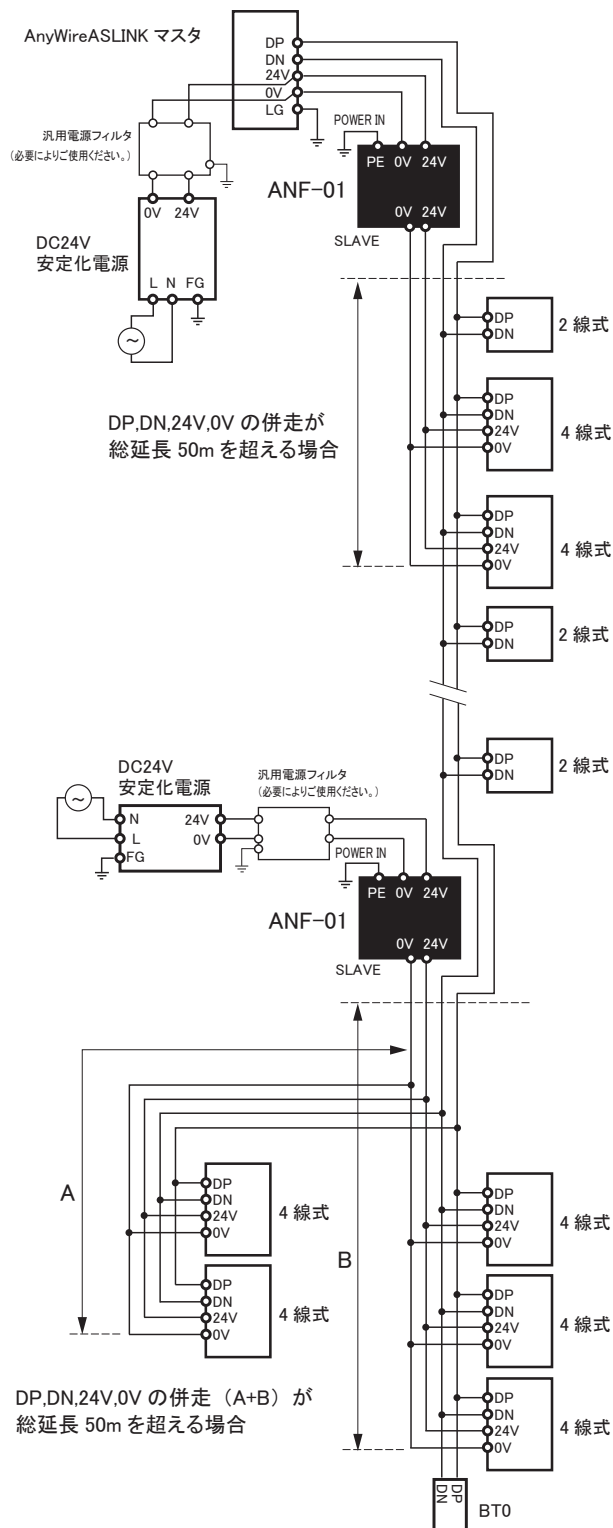 AnyWireASLINK マスタ
DP
DN
24V
0V
LG
汎用電源フィルタ
(必要によりご使用ください。)
POWER IN
PE 0V 24V
ANF-01
0V 24V
SLAVE
0V 24V
DC24V
安定化電源
L N FG
DP
DN
2 線式
DP
DN
24V
0V
4 線式
DP,DN,24V,0V の併走が
総延長 50m を超える場合
DP
DN
24V
0V
4 線式
DP
DN
2 線式
DP
DN
2 線式
DC24V
安定化電源
汎用電源フィルタ
(必要によりご使用ください。)
N
L
FG
24V
0V
POWER IN
PE 0V 24V
ANF-01
0V 24V
SLAVE
A
B
DP
DN
24V
0V
4 線式
DP
DN
24V
0V
4 線式
DP
DN
24V
0V
4 線式
DP
DN
24V
0V
4 線式
DP
DN
24V
0V
4 線式
DP,DN,24V,0V の併走（A+B）が
総延長 50m を超える場合
DN
DP
BT0